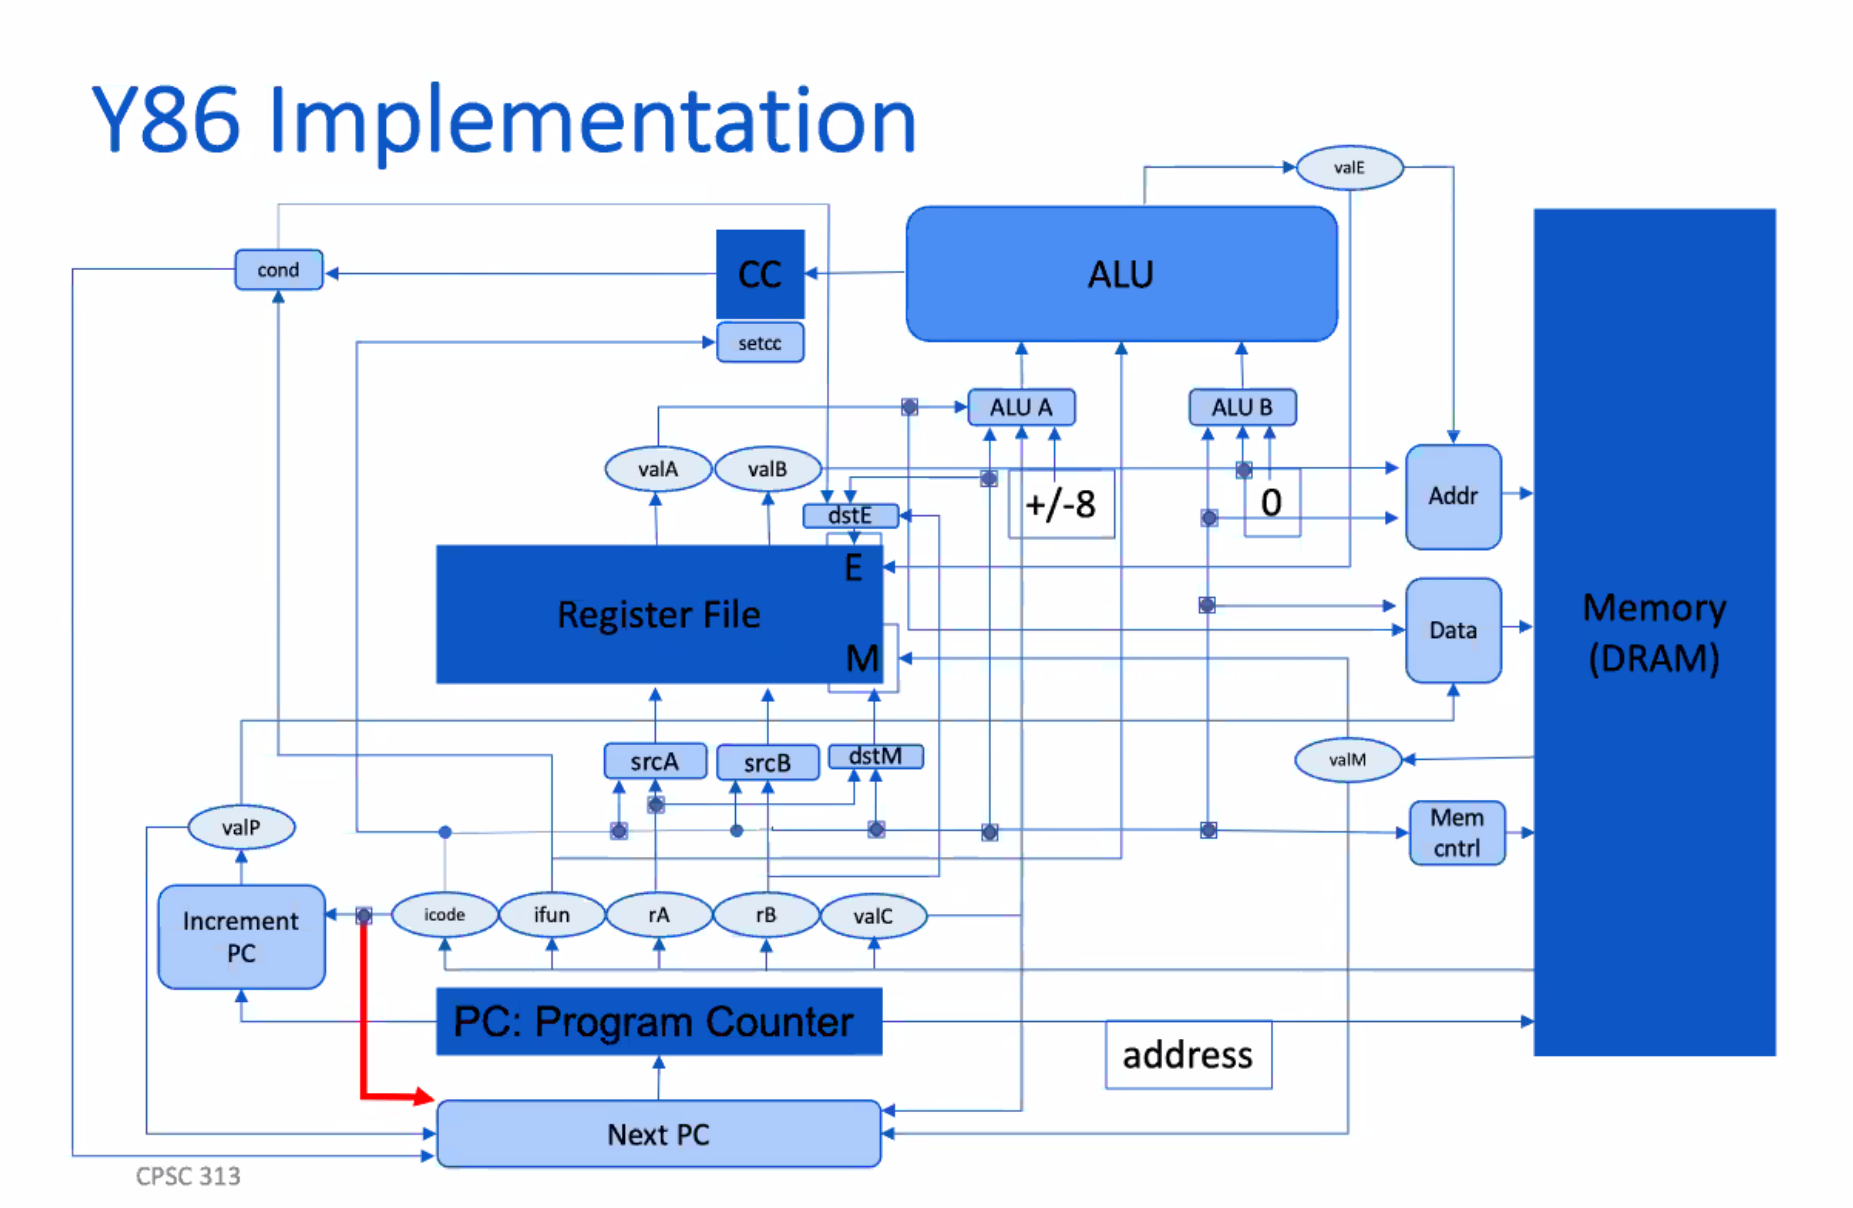 Y86 Implementation
valE
cond
CC
ALU
setcc
ALU A
ALU B
valA
valB
dstE
+/-8
0
Addr
E
Register File
M
Data
Memory
(DRAM)
srcA
srcB
dstM
valM
valP
Mem
cntrl
Increment
PC
icode
ifun
rA
rB
valC
PC: Program Counter
address
Next PC
CPSC 313